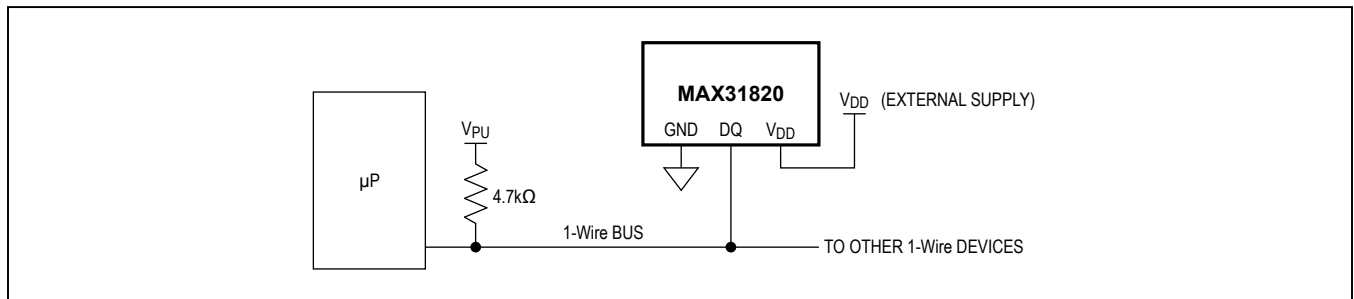 MAX31820
GND DQ VDD
VDD (EXTERNAL SUPPLY)
VPU
µP
4.7kΩ
1-Wire BUS
TO OTHER 1-Wire DEVICES